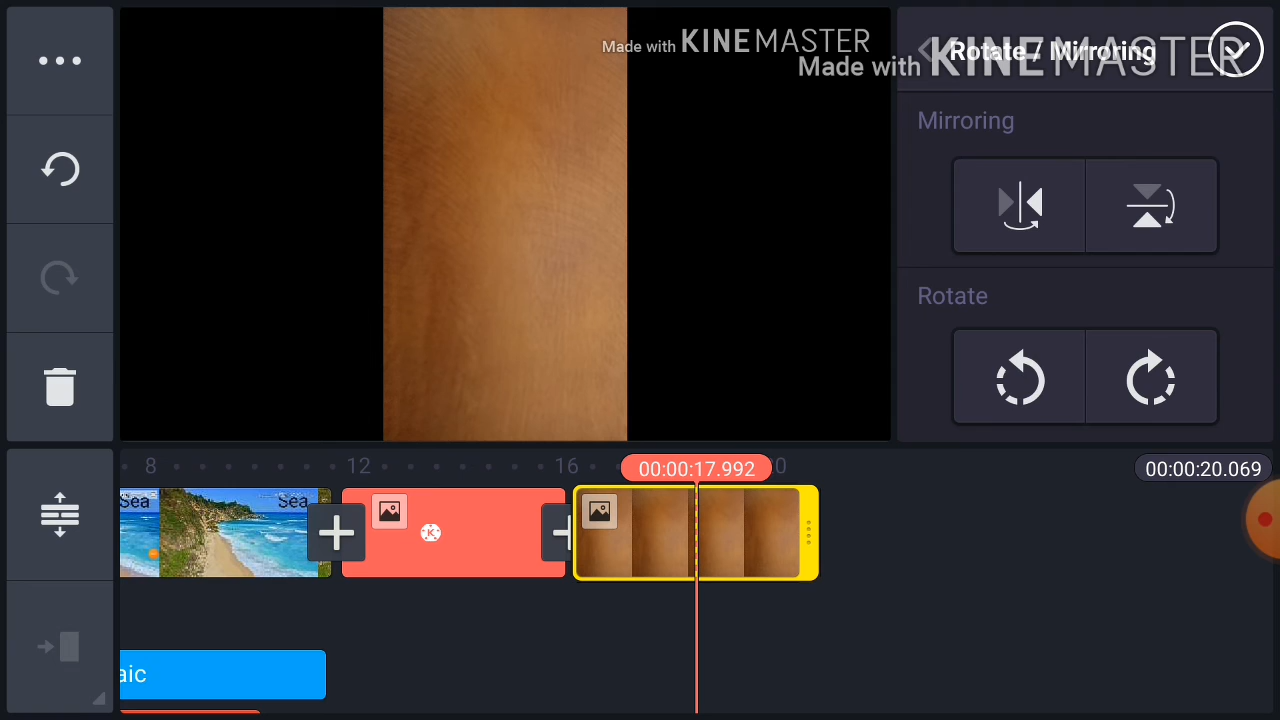 Made with KINEMASTER
Made with KINEMASTER
Rotate / Mirroring
Mirroring
Rotate
8
12
16
00:00:17.992
00:00:20.069
Sea
Sea
K
aic